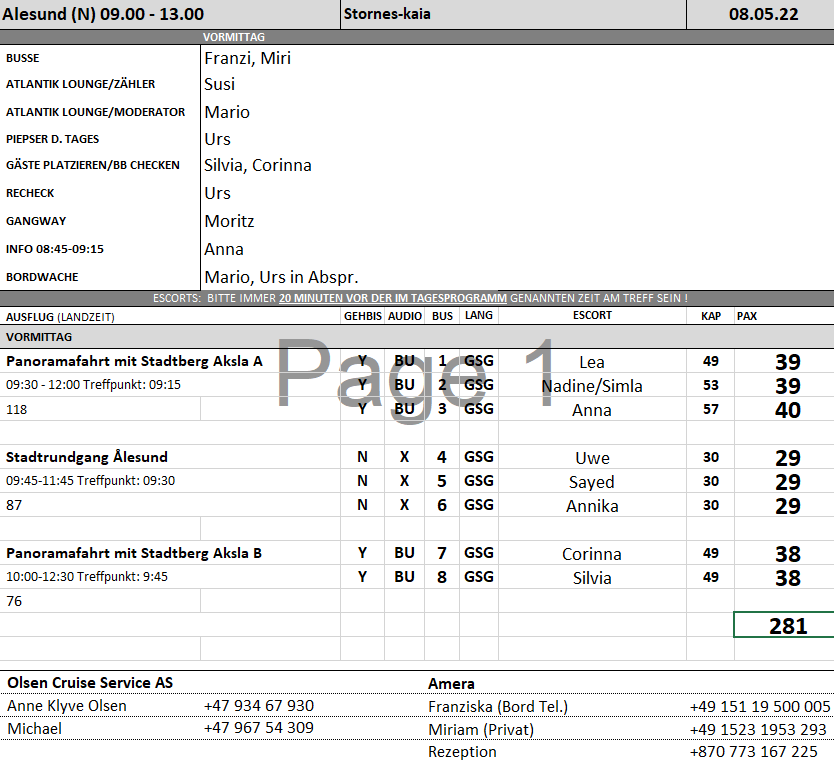 Alesund (N) 09.00 - 13.00 Stornes-kaia 08.05.22
VORMITTAG
BUSSE Franzi, Miri
ATLANTIK LOUNGE/ZÄHLER Susi
ATLANTIK LOUNGE/MODERATOR Mario
PIEPSER D. TAGES Urs
GÄSTE PLATZIEREN/BB CHECKEN Silvia, Corinna
RECHECK Urs
GANGWAY Moritz
INFO 08:45-09:15 Anna
BORDWACHE Mario, Urs in Abspr.
ESCORTS: BITTE IMMER 20 MINUTEN VOR DER IM TAGESPROGRAMM GENANNTEN ZEIT AM TREFF SEIN !
AUSFLUG (LANDZEIT) GEHBIS AUDIO BUS LANG ESCORT KAP PAX
VORMITTAG
Page 1
Panoramafahrt mit Stadtberg Aksla A Y BU 1 GSG Lea 49 39
09:30 - 12:00 Treffpunkt: 09:15 Y BU 2 GSG Nadine/Simla 53 39
118 Y BU 3 GSG Anna 57 40
Stadtrundgang Ålesund N X 4 GSG Uwe 30 29
09:45-11:45 Treffpunkt: 09:30 N X 5 GSG Sayed 30 29
87 N X 6 GSG Annika 30 29
Panoramafahrt mit Stadtberg Aksla B Y BU 7 GSG Corinna 49 38
10:00-12:30 Treffpunkt: 9:45 Y BU 8 GSG Silvia 49 38
76
281
Olsen Cruise Service AS Amera
Anne Klyve Olsen +47 934 67 930 Franziska (Bord Tel.) +49 151 19 500 005
Michael +47 967 54 309 Miriam (Privat) +49 1523 1953 293
Rezeption +870 773 167 225